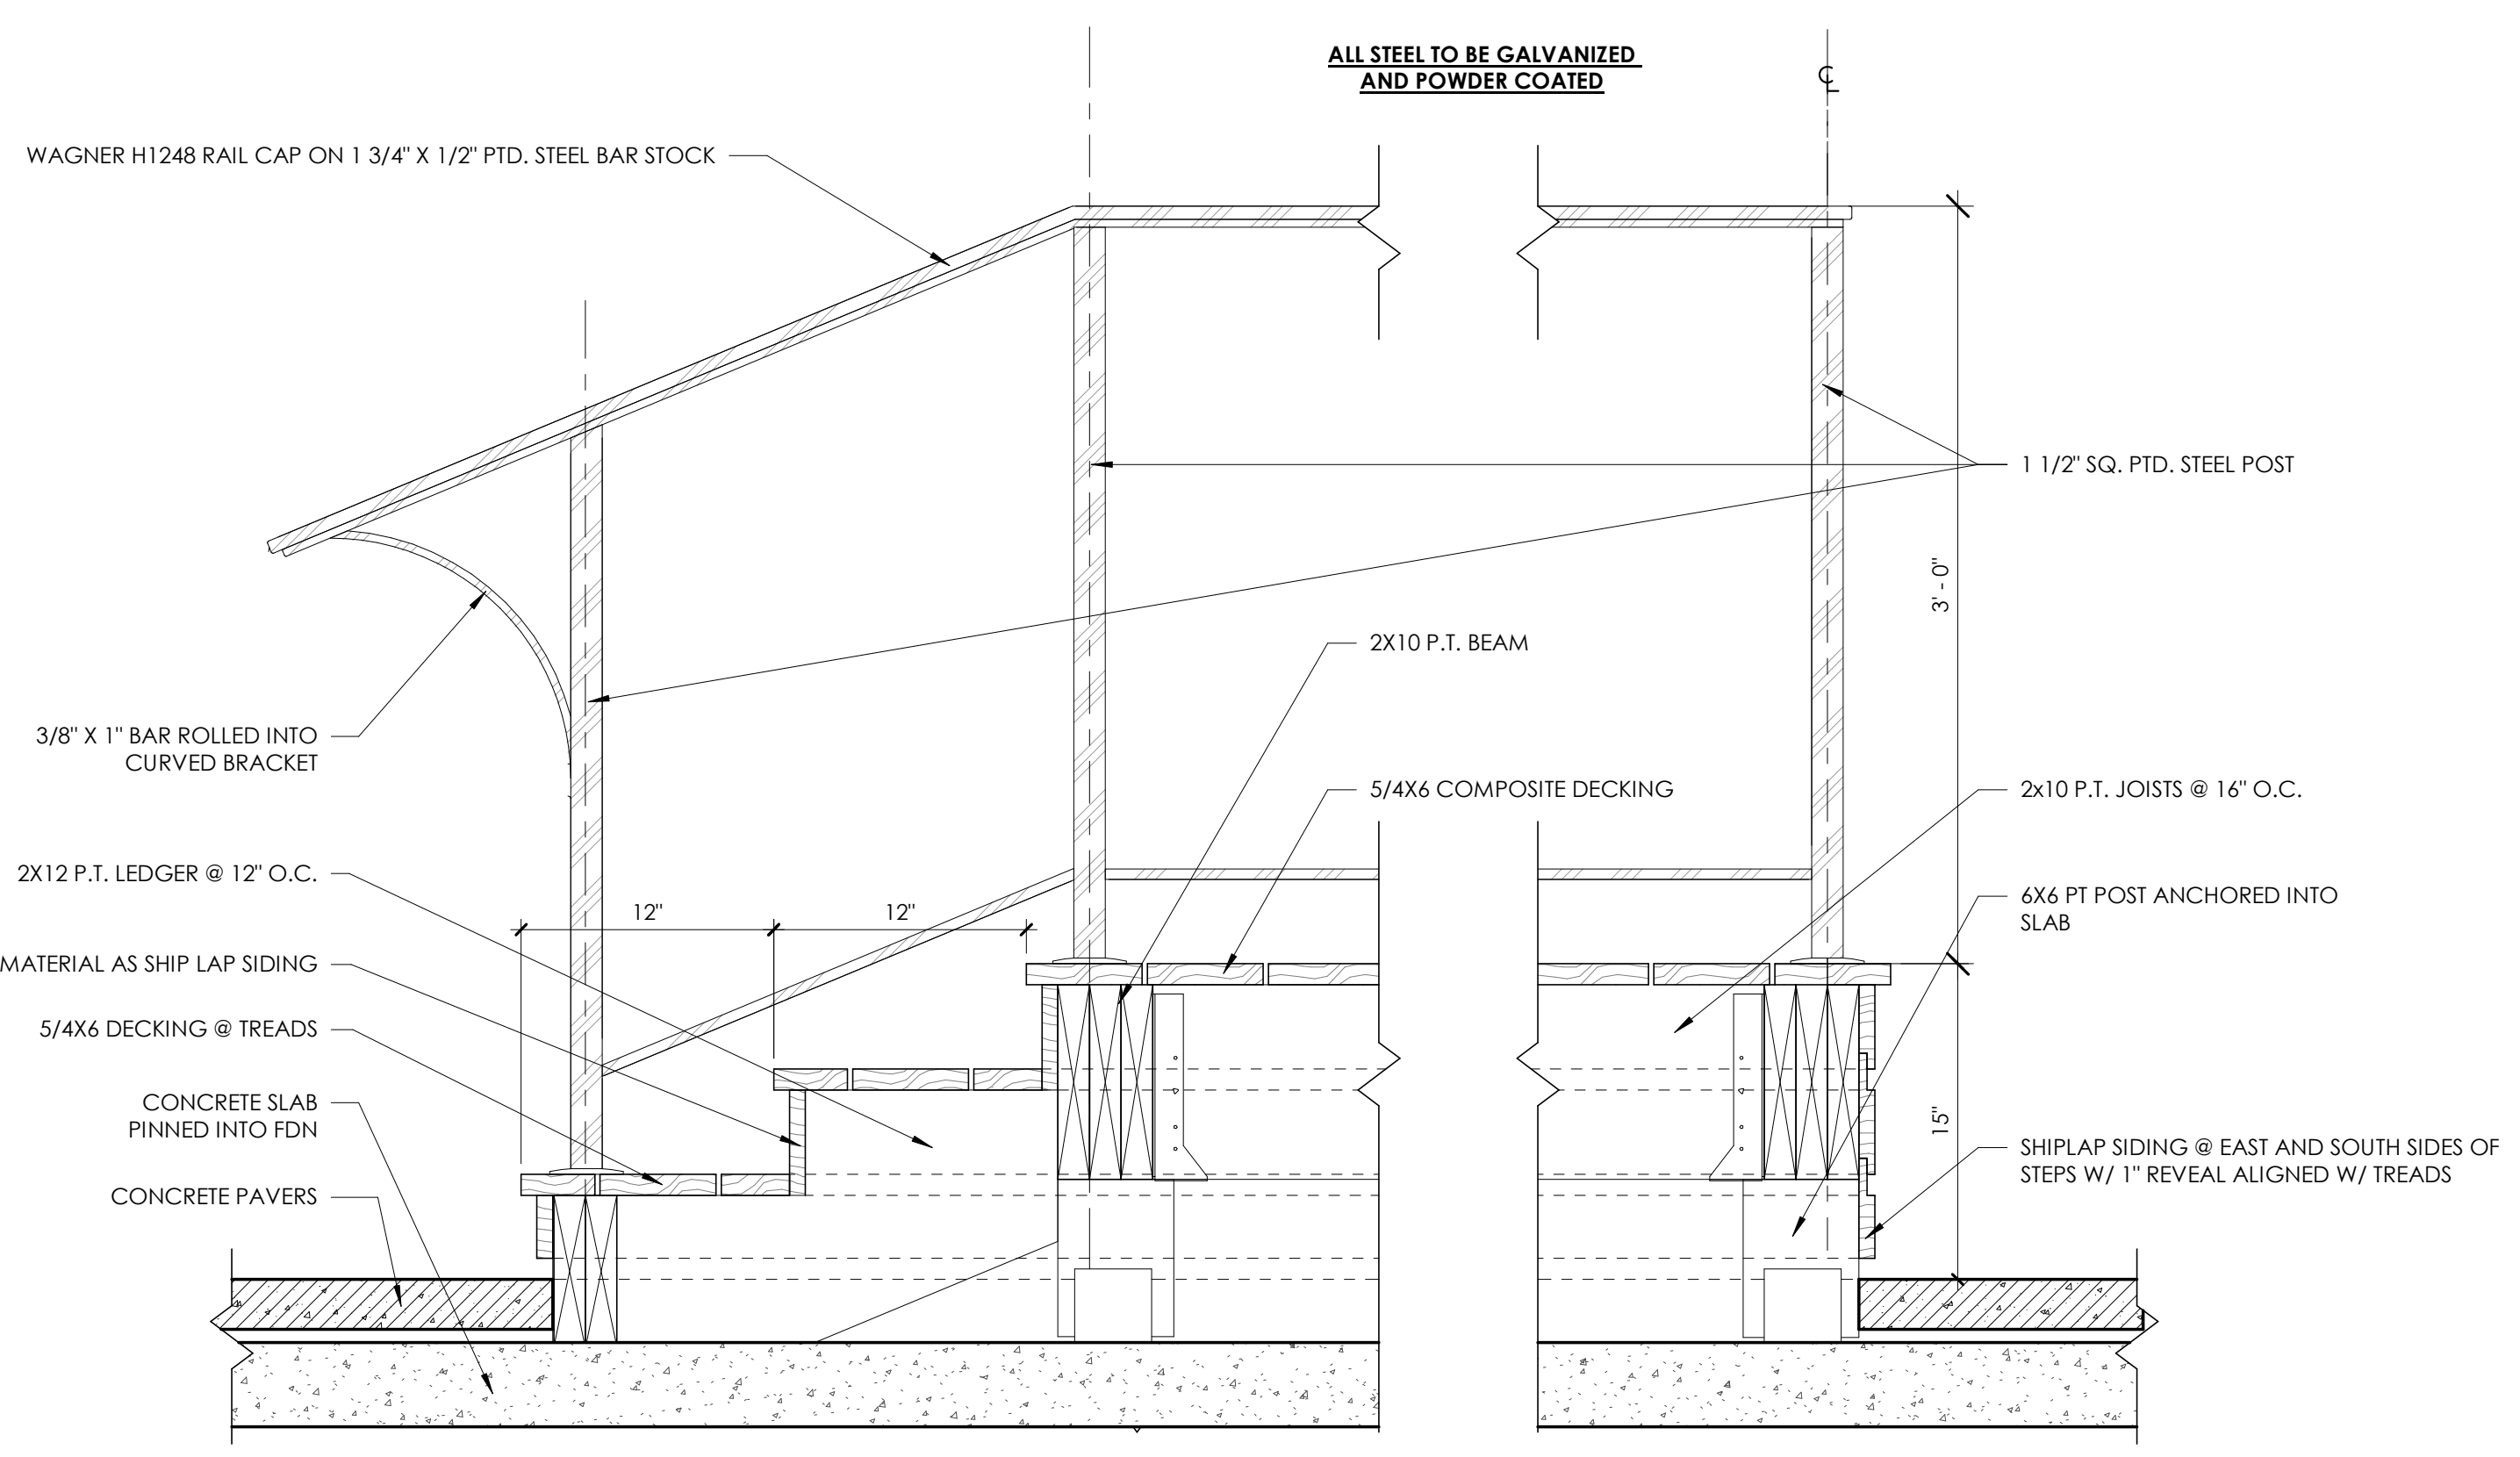 ALL STEEL TO BE GALVANIZED
AND POWDER COATED
℄
WAGNER H1248 RAIL CAP ON 1 3/4" X 1/2" PTD. STEEL BAR STOCK
1 1/2" SQ. PTD. STEEL POST
3' - 0"
2X10 P.T. BEAM
3/8" X 1" BAR ROLLED INTO
CURVED BRACKET
5/4X6 COMPOSITE DECKING
2x10 P.T. JOISTS @ 16" O.C.
2X12 P.T. LEDGER @ 12" O.C.
6X6 PT POST ANCHORED INTO
SLAB
12"
12"
MATERIAL AS SHIP LAP SIDING
5/4X6 DECKING @ TREADS
CONCRETE SLAB
PINNED INTO FDN
15"
SHIPLAP SIDING @ EAST AND SOUTH SIDES OF
STEPS W/ 1" REVEAL ALIGNED W/ TREADS
CONCRETE PAVERS